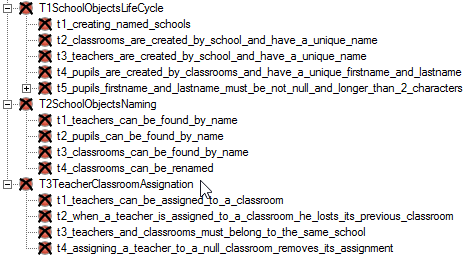 T1SchoolObjectsLifeCycle
t1_creating_named_schools
t2_classrooms_are_created_by_school_and_have_a_unique_name
t3_teachers_are_created_by_school_and_have_a_unique_name
t4_pupils_are_created_by_classrooms_and_have_a_unique_firstname_and_lastname
t5_pupils_firstname_and_lastname_must_be_not_null_and_longer_than_2_characters
T2SchoolObjectsNaming
t1_teachers_can_be_found_by_name
t2_pupils_can_be_found_by_name
t3_classrooms_can_be_found_by_name
t4_classrooms_can_be_renamed
T3TeacherClassroomAssignation
t1_teachers_can_be_assigned_to_a_classroom
t2_when_a_teacher_is_assigned_to_a_classroom_he_losts_its_previous_classroom
t3_teachers_and_classrooms_must_belong_to_the_same_school
t4_assigning_a_teacher_to_a_null_classroom_removes_its_assignment